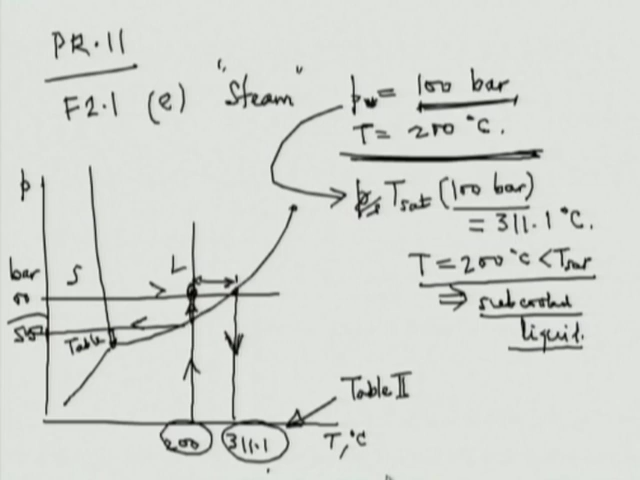 PR.11
F2.1 (e) "Steam"
p = 100 bar
T = 200 °C.
Tsat (100 bar)
= 311.1 °C.
T = 200 °C < Tsat
⇒ subcooled
liquid.
p
bar
S
L
Table
Table II
200
311.1
T, °C